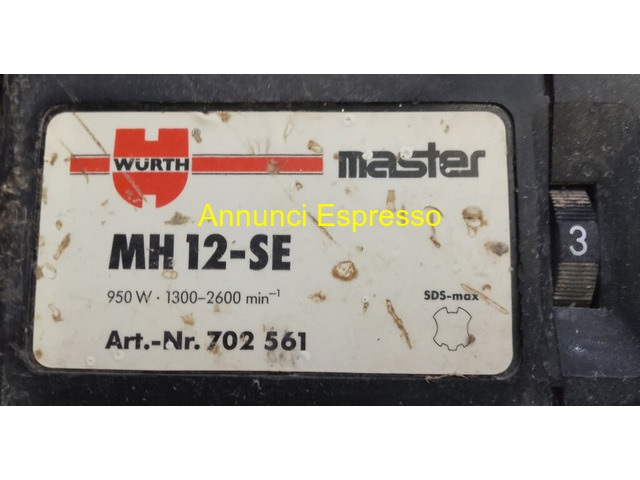 WÜRTH ® master
Annunci Espresso
MH 12-SE
950 W · 1300–2600 min⁻¹
SDS-max
Art.-Nr. 702 561
3